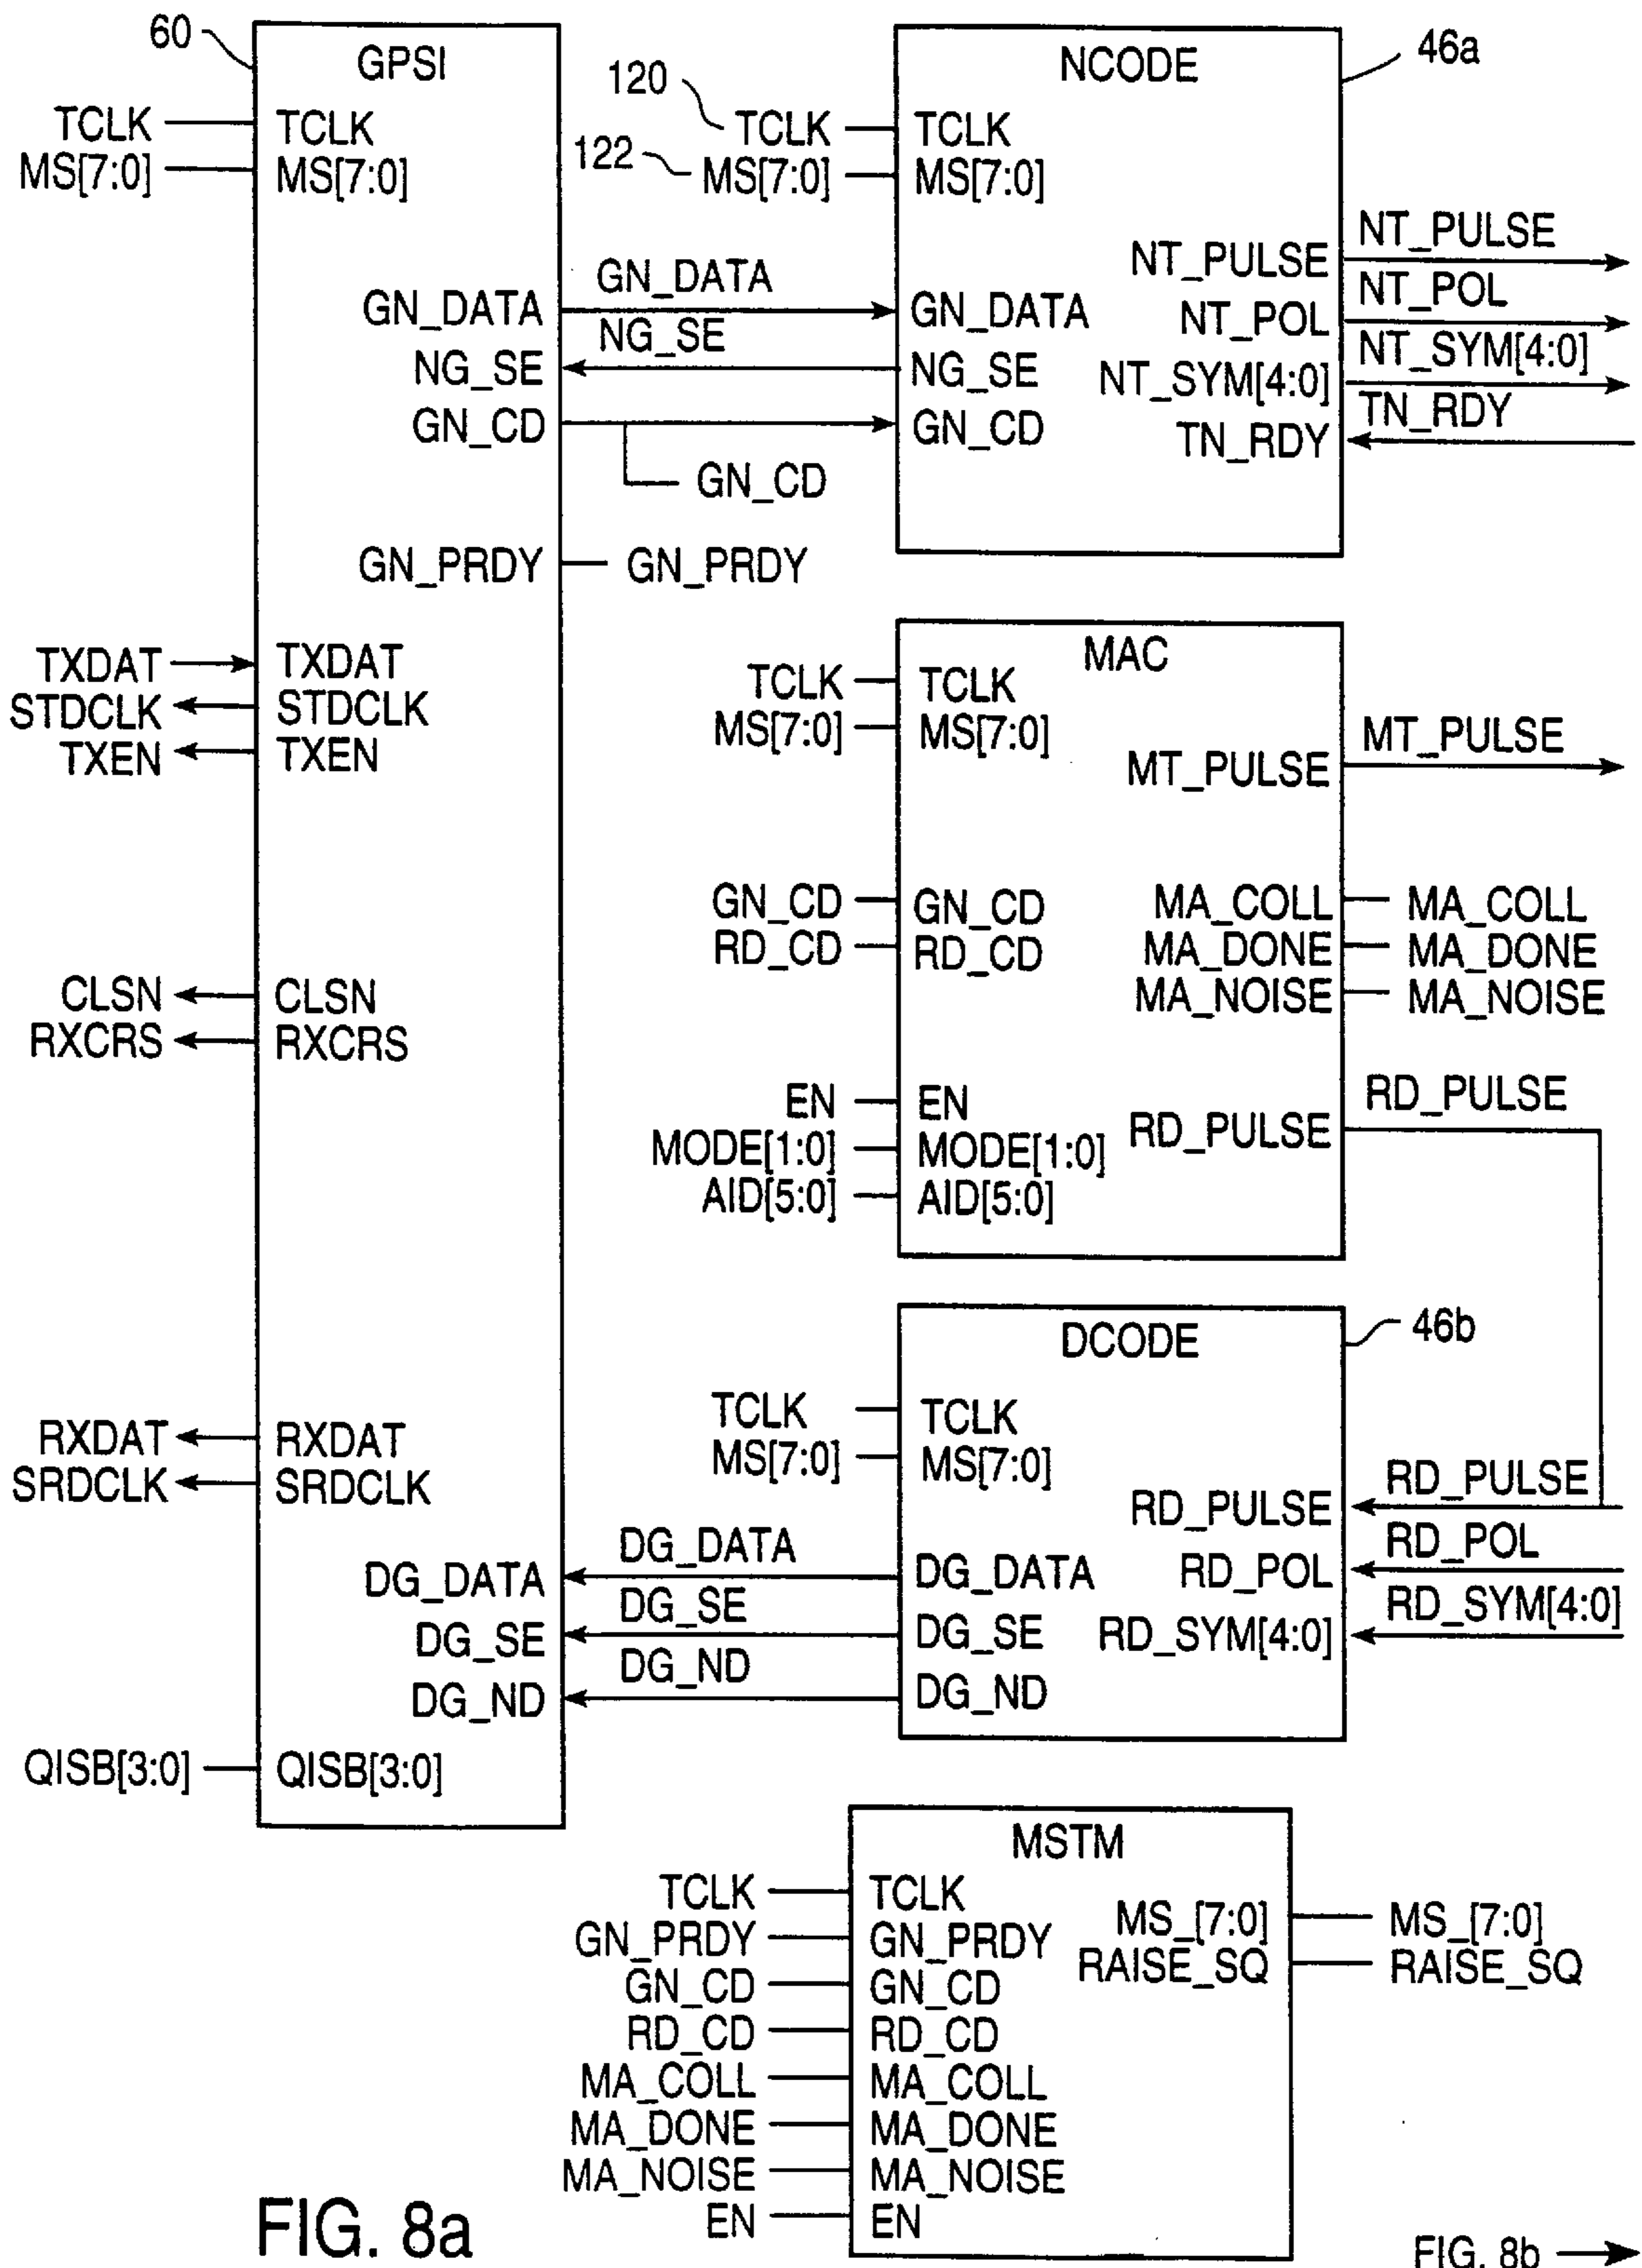 60
GPSI
TCLK
TCLK
MS[7:0]
MS[7:0]
GN_DATA
GN_DATA
NG_SE
NG_SE
GN_CD
GN_CD
GN_PRDY
GN_PRDY
TXDAT
TXDAT
STDCLK
STDCLK
TXEN
TXEN
CLSN
CLSN
RXCRS
RXCRS
RXDAT
RXDAT
SRDCLK
SRDCLK
DG_DATA
DG_DATA
DG_SE
DG_SE
DG_ND
DG_ND
QISB[3:0]
QISB[3:0]
NCODE
46a
120
TCLK
TCLK
122
MS[7:0]
MS[7:0]
GN_DATA
NG_SE
GN_CD
NT_PULSE
NT_PULSE
NT_POL
NT_POL
NT_SYM[4:0]
NT_SYM[4:0]
TN_RDY
TN_RDY
MAC
TCLK
TCLK
MS[7:0]
MS[7:0]
MT_PULSE
MT_PULSE
GN_CD
GN_CD
RD_CD
RD_CD
MA_COLL
MA_COLL
MA_DONE
MA_DONE
MA_NOISE
MA_NOISE
EN
EN
MODE[1:0]
MODE[1:0]
AID[5:0]
AID[5:0]
RD_PULSE
RD_PULSE
DCODE
46b
TCLK
TCLK
MS[7:0]
MS[7:0]
DG_DATA
DG_SE
DG_ND
RD_PULSE
RD_PULSE
RD_POL
RD_POL
RD_SYM[4:0]
RD_SYM[4:0]
MSTM
TCLK
TCLK
GN_PRDY
GN_PRDY
GN_CD
GN_CD
RD_CD
RD_CD
MA_COLL
MA_COLL
MA_DONE
MA_DONE
MA_NOISE
MA_NOISE
EN
EN
MS_[7:0]
MS_[7:0]
RAISE_SQ
RAISE_SQ
FIG. 8a
FIG. 8b